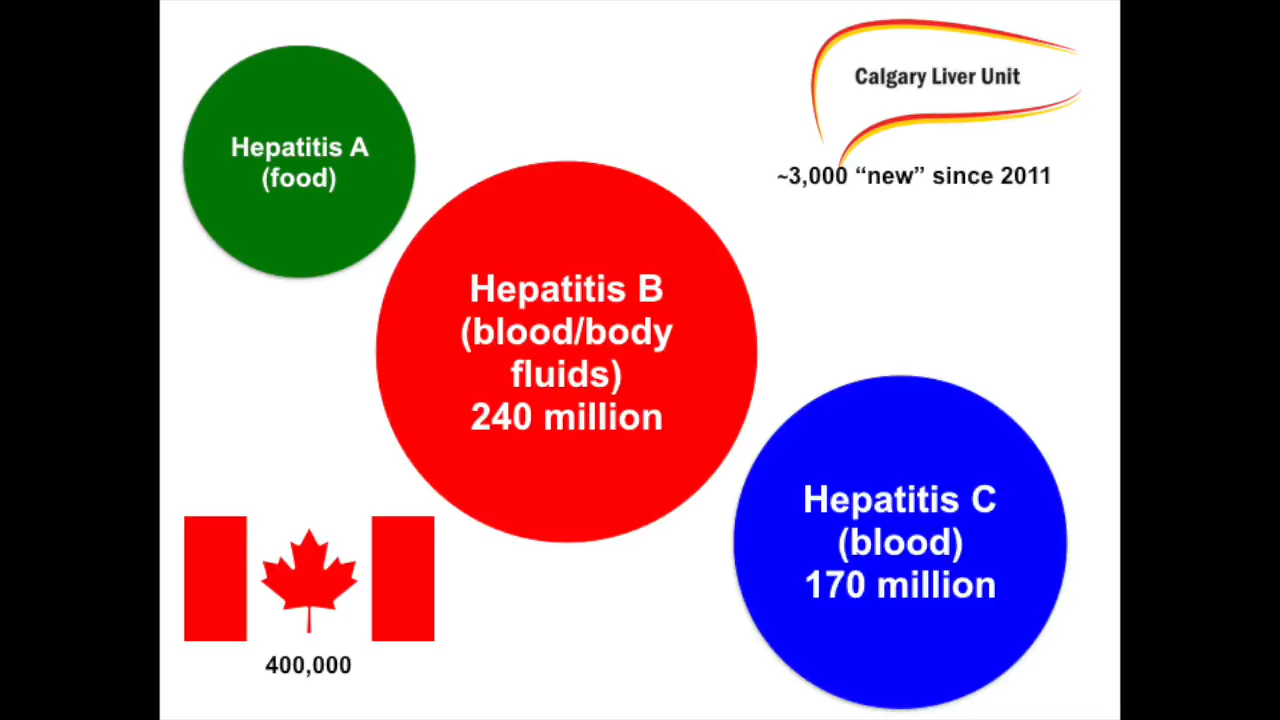 Hepatitis A
(food)
Calgary Liver Unit
~3,000 “new” since 2011
Hepatitis B
(blood/body
fluids)
240 million
Hepatitis C
(blood)
170 million
400,000